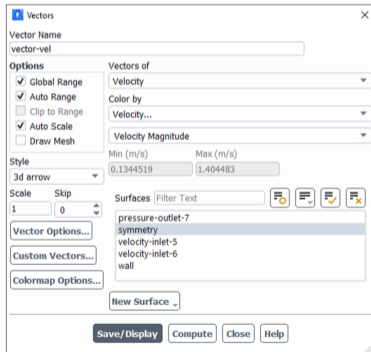 Vectors
Vector Name
vector-vel
Options
Global Range
Auto Range
Clip to Range
Auto Scale
Draw Mesh
Style
3d arrow
Scale Skip
1 0
Vector Options...
Custom Vectors...
Colormap Options...
Vectors of
Velocity
Color by
Velocity...
Velocity Magnitude
Min (m/s) Max (m/s)
0.1344519 1.404483
Surfaces Filter Text
pressure-outlet-7
symmetry
velocity-inlet-5
velocity-inlet-6
wall
New Surface
Save/Display Compute Close Help